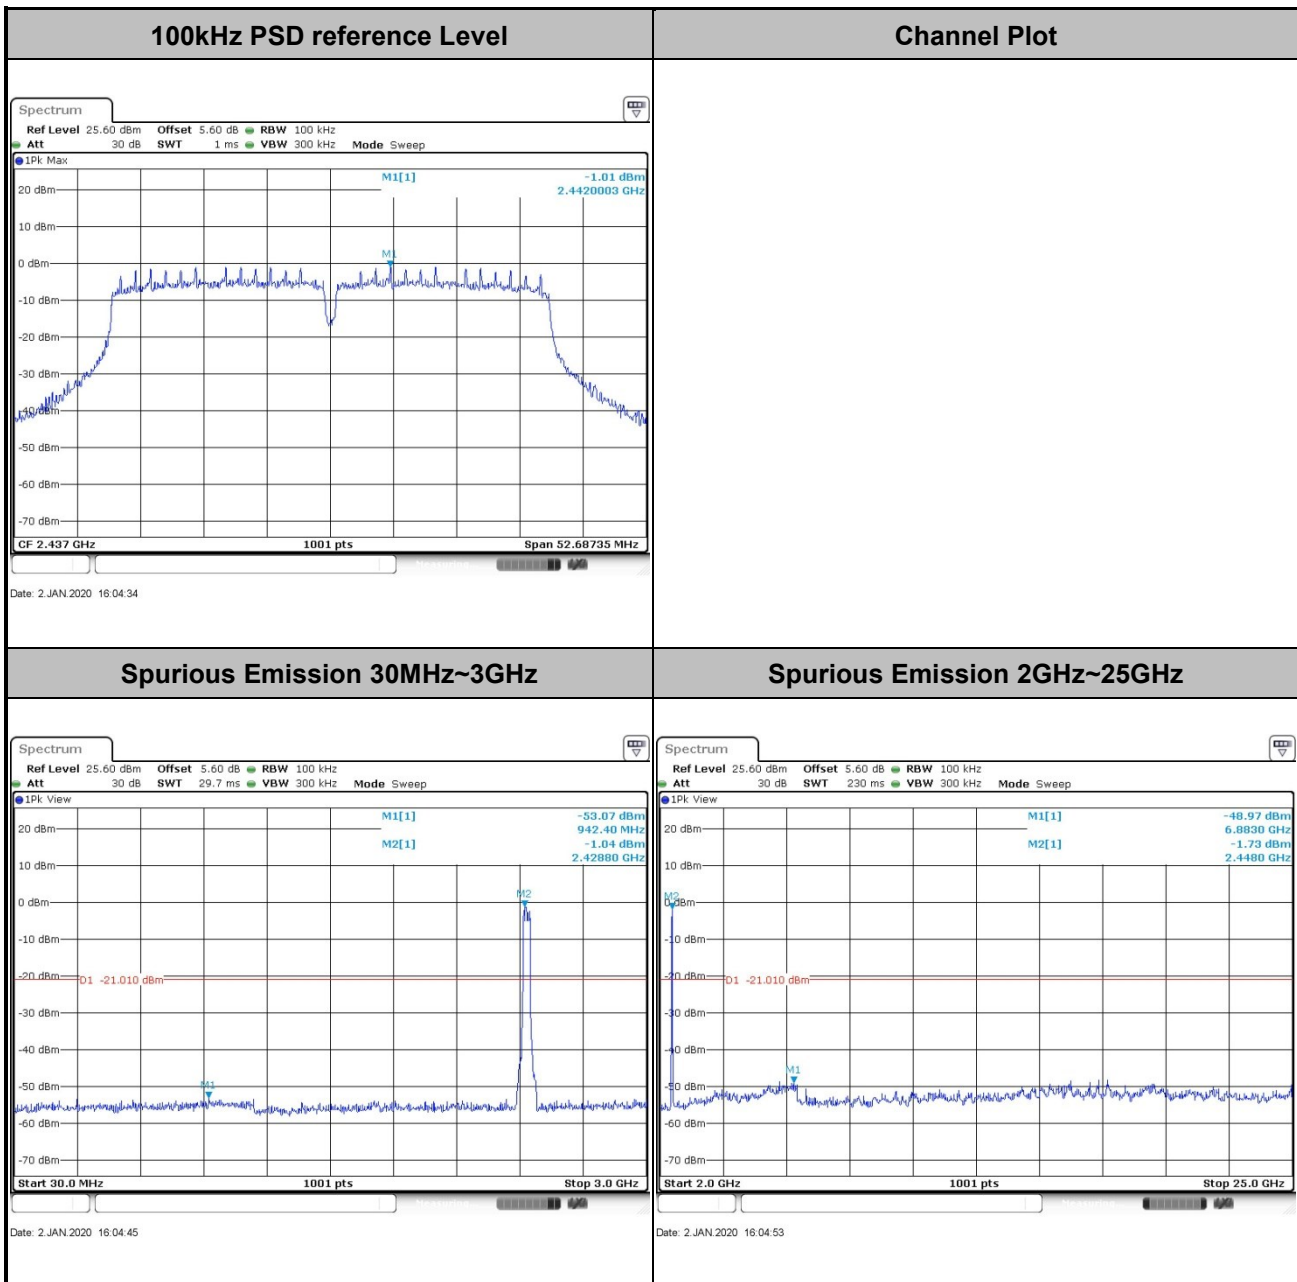 100kHz PSD reference Level
Channel Plot
Spectrum
Ref Level 25.60 dBm Offset 5.60 dB RBW 100 kHz
Att 30 dB SWT 1 ms VBW 300 kHz Mode Sweep
1Pk Max
M1[1] -1.01 dBm
2.4420003 GHz
20 dBm
10 dBm
M1
0 dBm
-10 dBm
-20 dBm
-30 dBm
-40 dBm
-50 dBm
-60 dBm
-70 dBm
CF 2.437 GHz 1001 pts Span 52.68735 MHz
Date: 2.JAN.2020 16:04:34
Spurious Emission 30MHz~3GHz
Spurious Emission 2GHz~25GHz
Spectrum
Ref Level 25.60 dBm Offset 5.60 dB RBW 100 kHz
Att 30 dB SWT 29.7 ms VBW 300 kHz Mode Sweep
1Pk View
M1[1] -53.07 dBm
942.40 MHz
20 dBm
M2[1] -1.04 dBm
2.42880 GHz
10 dBm
M2
0 dBm
-10 dBm
-20 dBm
D1 -21.010 dBm
-30 dBm
-40 dBm
-50 dBm
M1
-60 dBm
-70 dBm
Start 30.0 MHz 1001 pts Stop 3.0 GHz
Date: 2.JAN.2020 16:04:45
Spectrum
Ref Level 25.60 dBm Offset 5.60 dB RBW 100 kHz
Att 30 dB SWT 230 ms VBW 300 kHz Mode Sweep
1Pk View
M1[1] -48.97 dBm
6.8830 GHz
20 dBm
M2[1] -1.73 dBm
2.4480 GHz
10 dBm
M2
0 dBm
-10 dBm
-20 dBm
D1 -21.010 dBm
-30 dBm
-40 dBm
M1
-50 dBm
-60 dBm
-70 dBm
Start 2.0 GHz 1001 pts Stop 25.0 GHz
Date: 2.JAN.2020 16:04:53